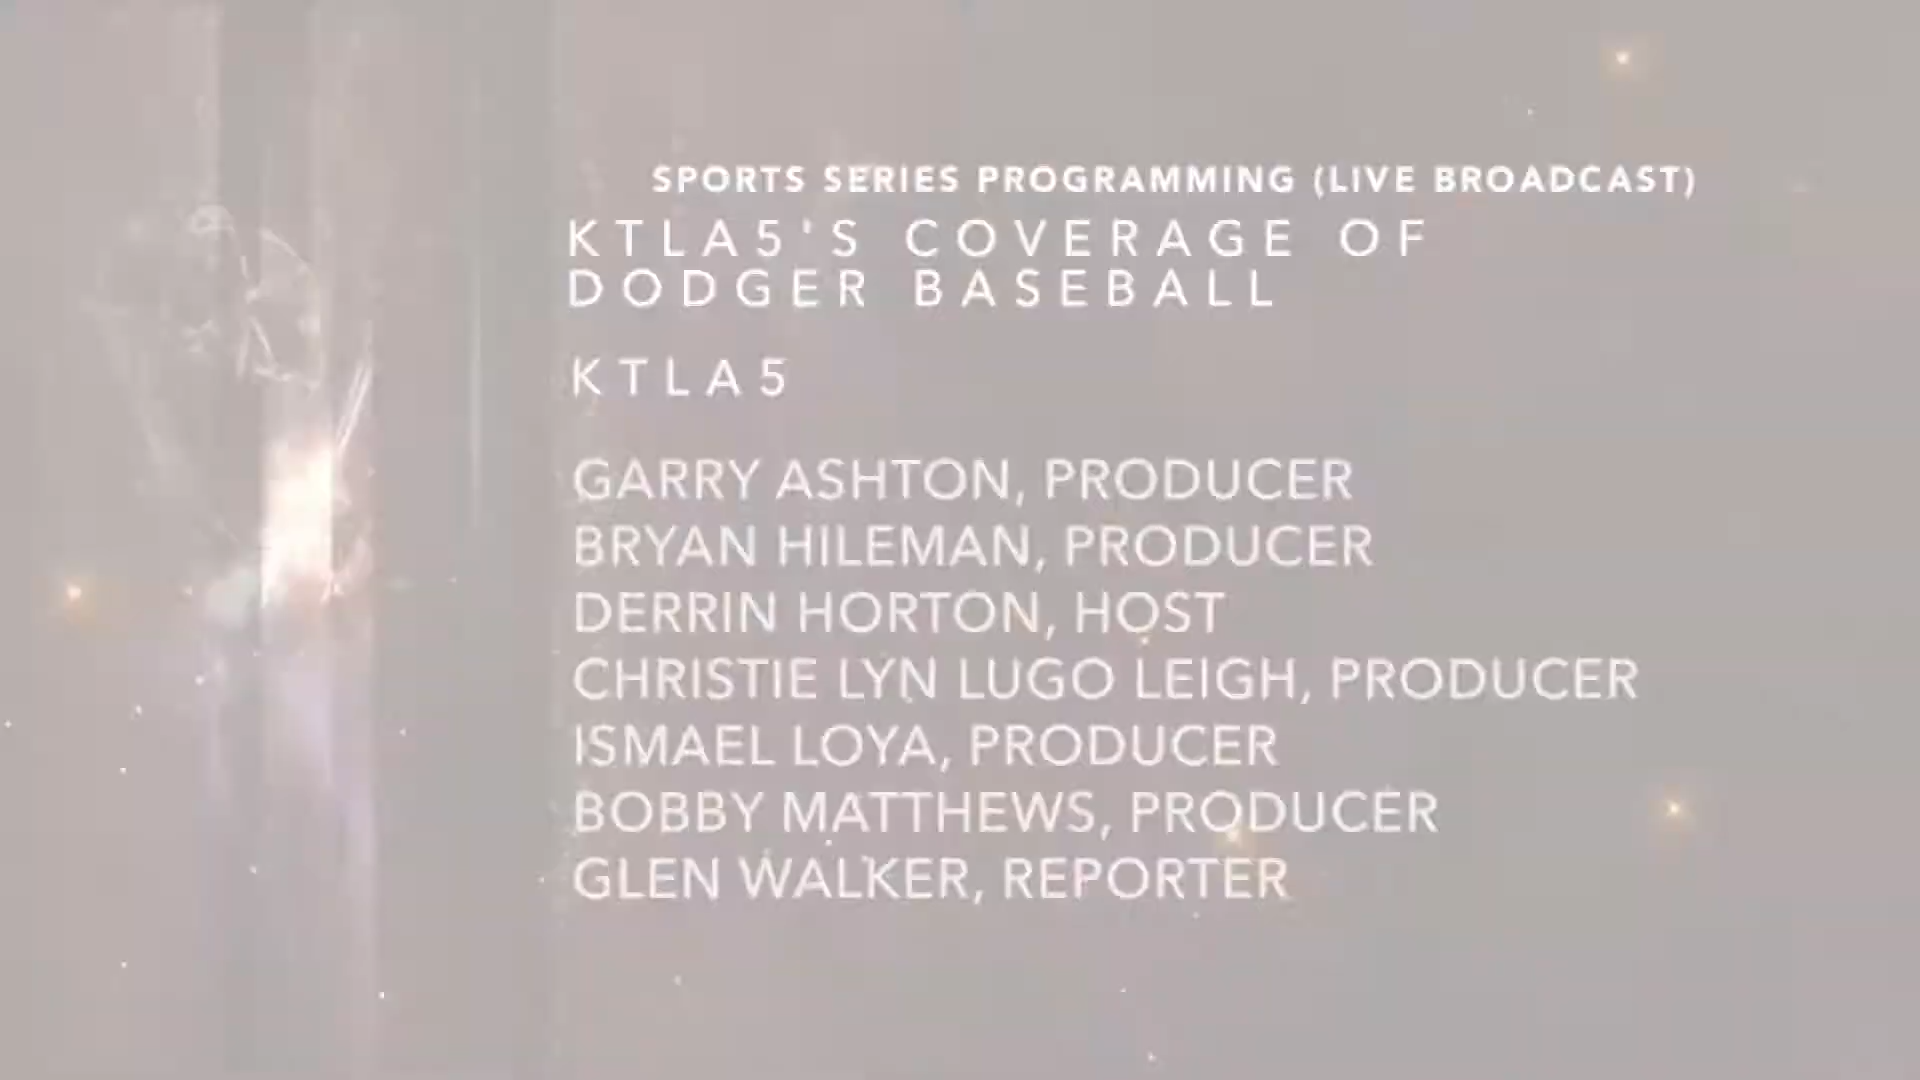 SPORTS SERIES PROGRAMMING (LIVE BROADCAST)
KTLA5'S COVERAGE OF
DODGER BASEBALL
KTLA5
GARRY ASHTON, PRODUCER
BRYAN HILEMAN, PRODUCER
DERRIN HORTON, HOST
CHRISTIE LYN LUGO LEIGH, PRODUCER
ISMAEL LOYA, PRODUCER
BOBBY MATTHEWS, PRODUCER
GLEN WALKER, REPORTER